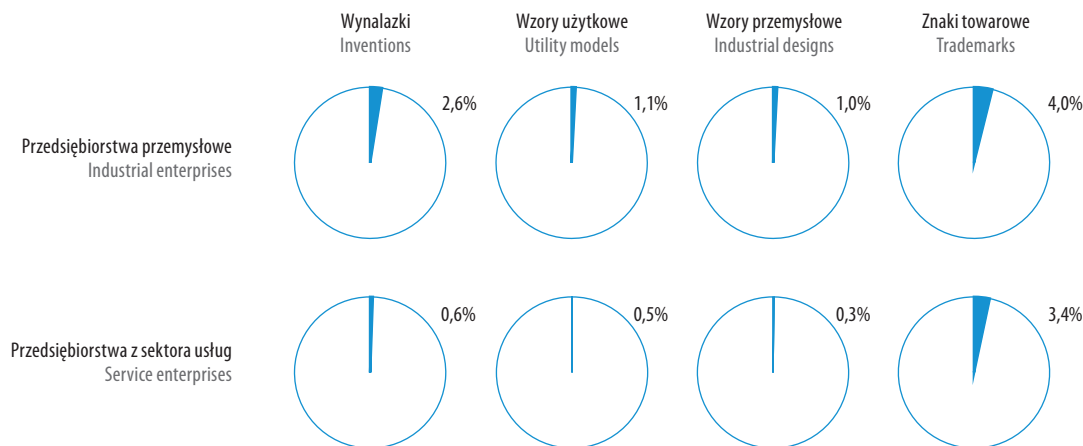 Wynalazki
Inventions
Wzory użytkowe
Utility models
Wzory przemysłowe
Industrial designs
Znaki towarowe
Trademarks
Przedsiębiorstwa przemysłowe
Industrial enterprises
2,6%
1,1%
1,0%
4,0%
Przedsiębiorstwa z sektora usług
Service enterprises
0,6%
0,5%
0,3%
3,4%